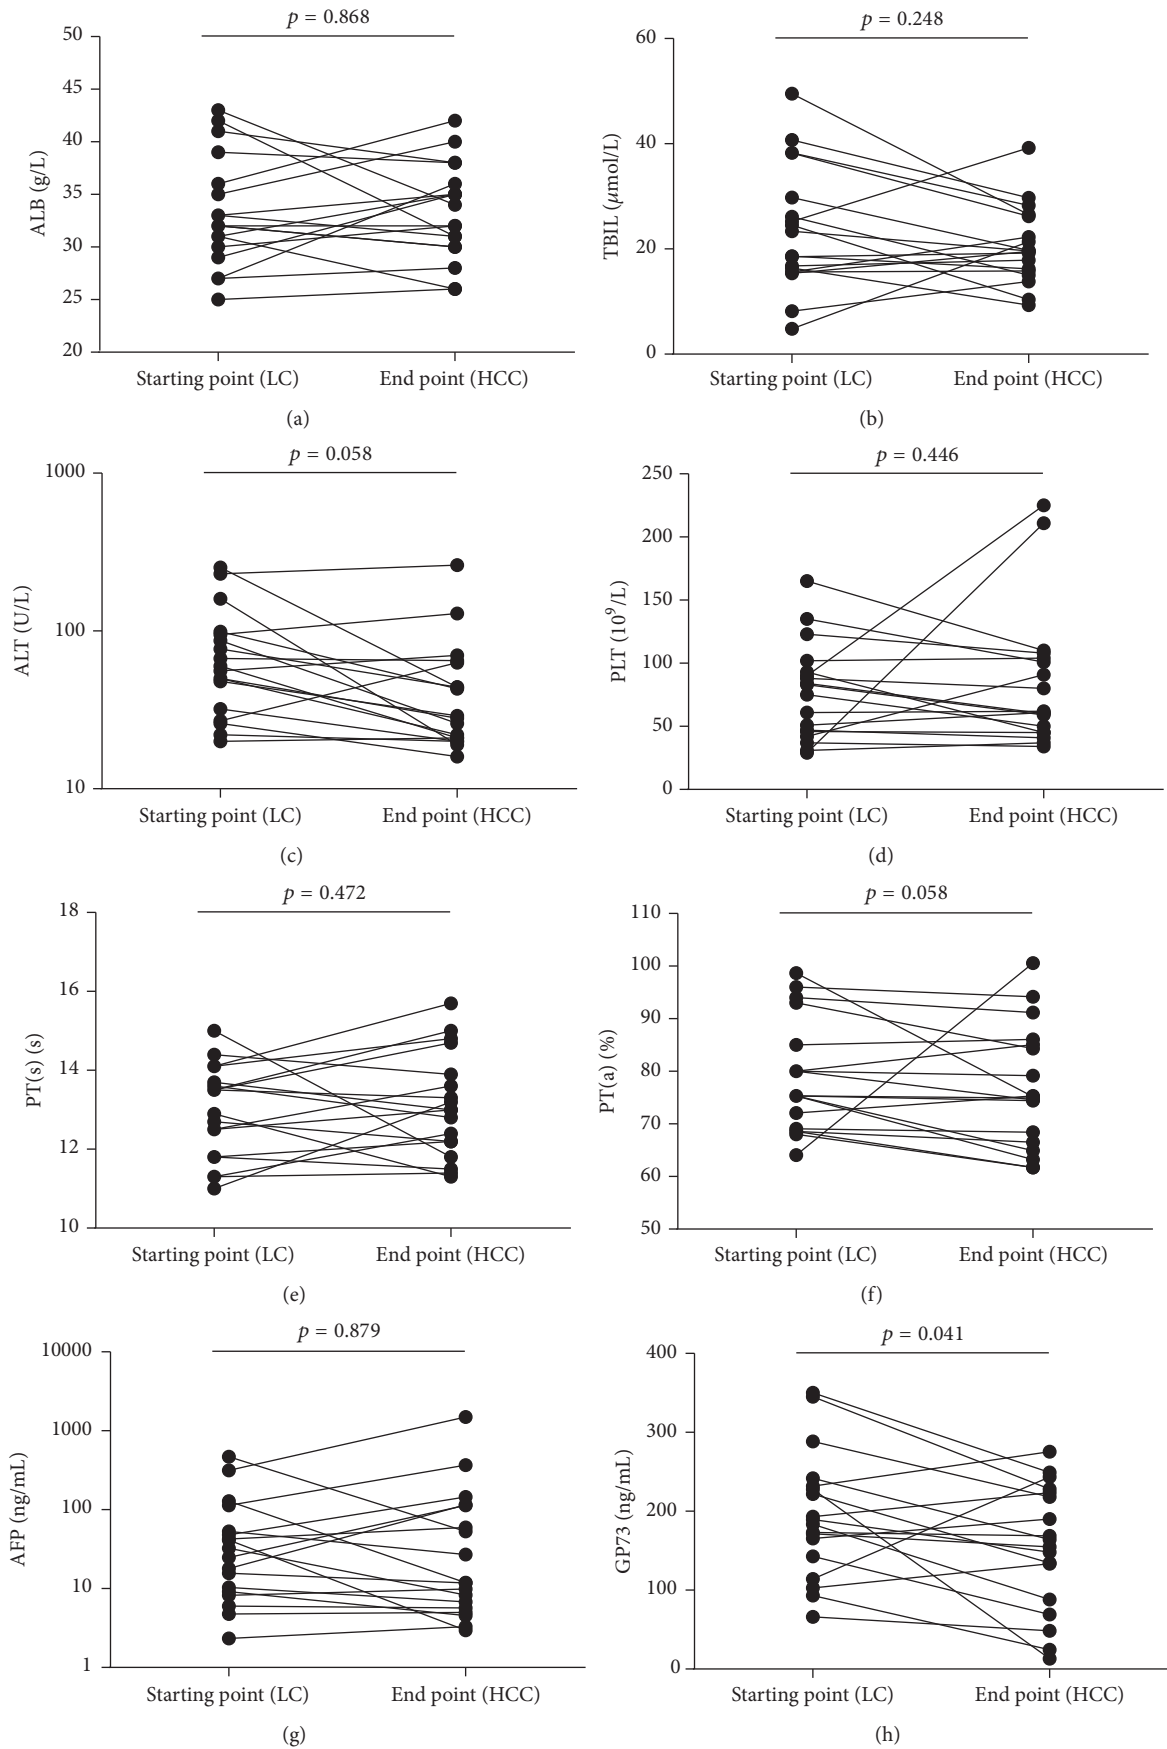 p = 0.868
50
45
40
35
30
25
20
ALB (g/L)
Starting point (LC) End point (HCC)
(a)
p = 0.248
60
40
20
0
TBIL (μmol/L)
Starting point (LC) End point (HCC)
(b)
p = 0.058
1000
100
10
ALT (U/L)
Starting point (LC) End point (HCC)
(c)
p = 0.446
250
200
150
100
50
0
PLT (10⁹/L)
Starting point (LC) End point (HCC)
(d)
p = 0.472
18
16
14
12
10
PT(s) (s)
Starting point (LC) End point (HCC)
(e)
p = 0.058
110
100
90
80
70
60
50
PT(a) (%)
Starting point (LC) End point (HCC)
(f)
p = 0.879
10000
1000
100
10
1
AFP (ng/mL)
Starting point (LC) End point (HCC)
(g)
p = 0.041
400
300
200
100
0
GP73 (ng/mL)
Starting point (LC) End point (HCC)
(h)